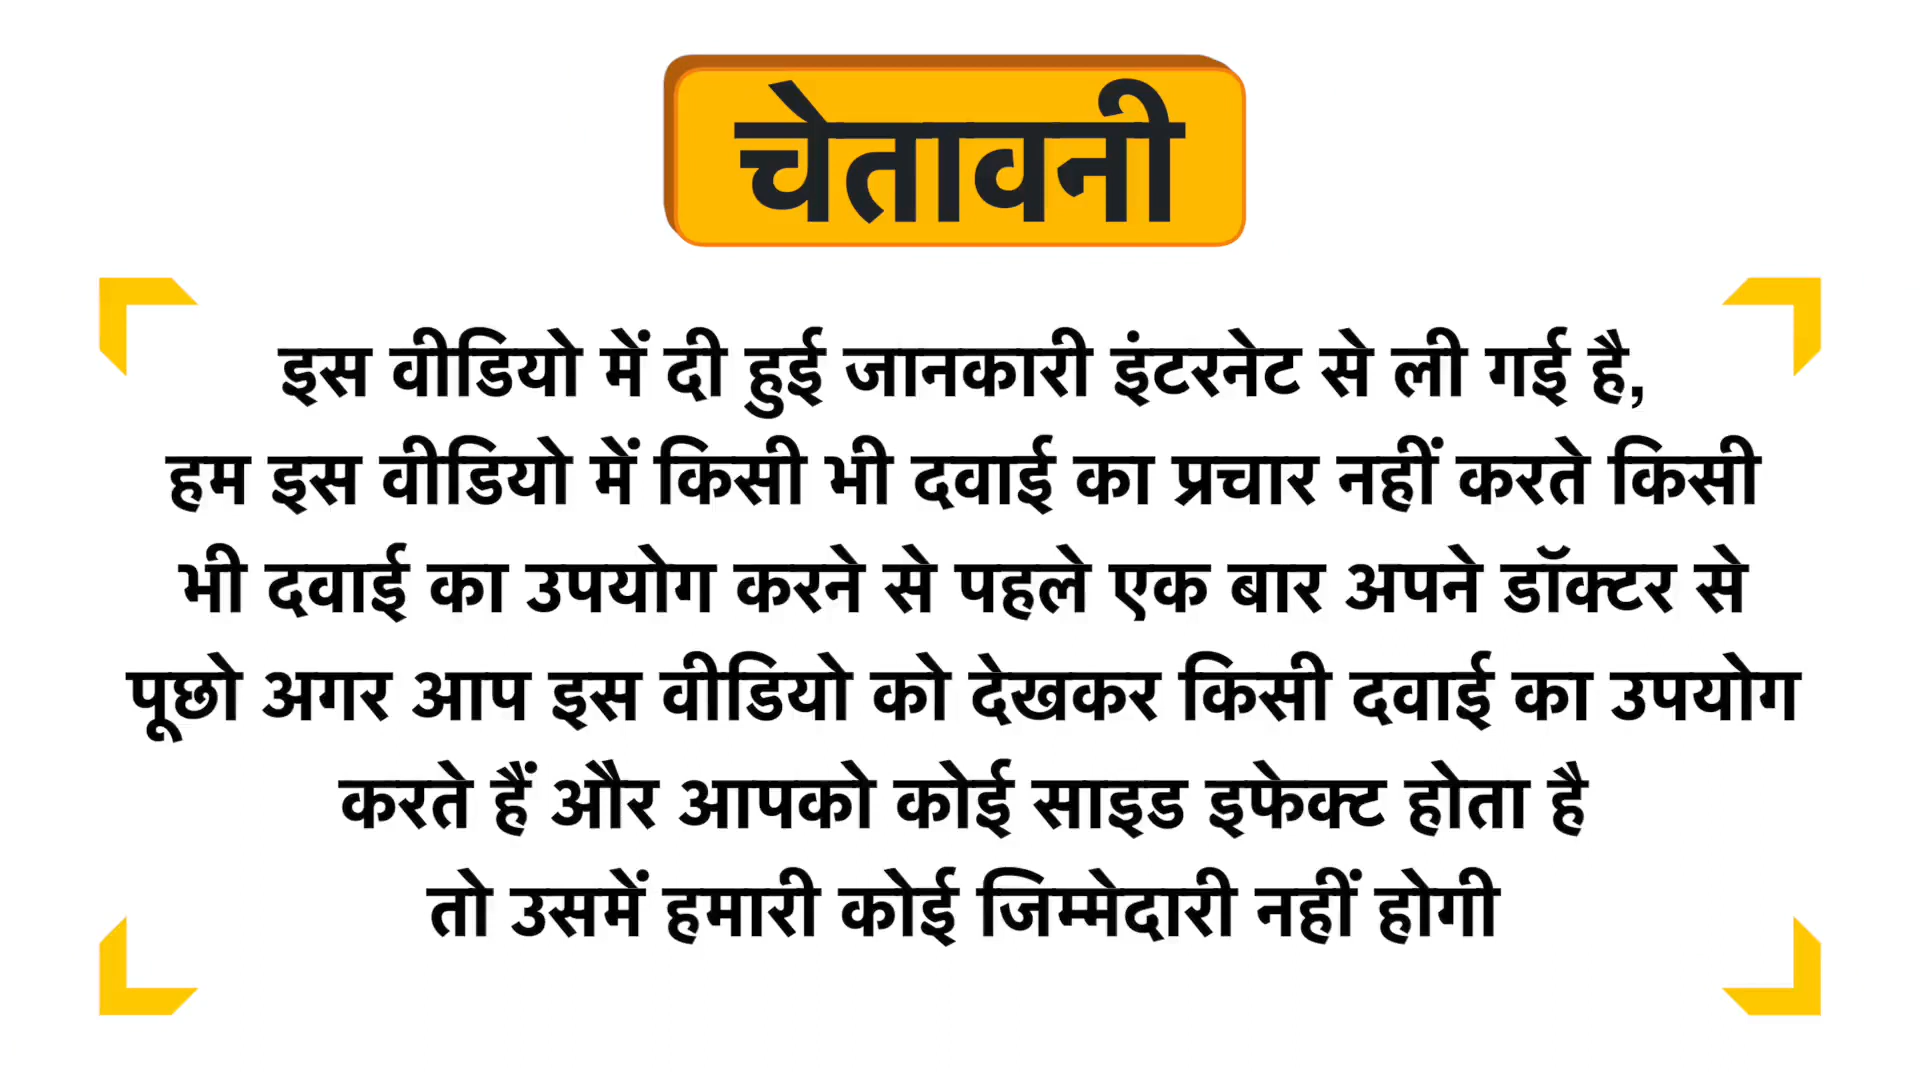 चेतावनी
इस वीडियो में दी हुई जानकारी इंटरनेट से ली गई है,
हम इस वीडियो में किसी भी दवाई का प्रचार नहीं करते किसी
भी दवाई का उपयोग करने से पहले एक बार अपने डॉक्टर से
पूछो अगर आप इस वीडियो को देखकर किसी दवाई का उपयोग
करते हैं और आपको कोई साइड इफेक्ट होता है
तो उसमें हमारी कोई जिम्मेदारी नहीं होगी